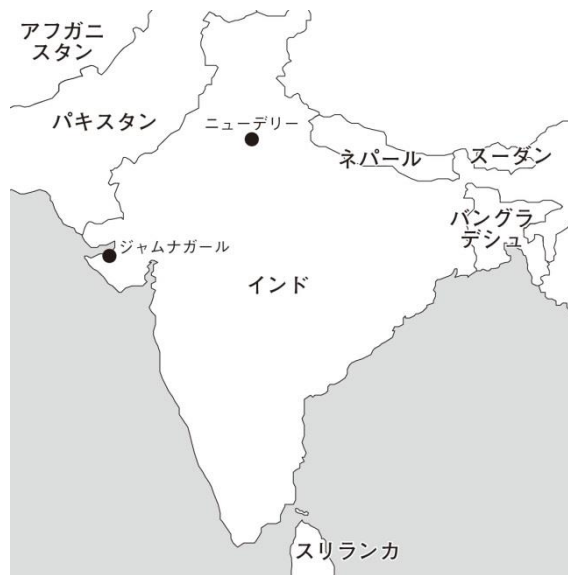 アフガニ
スタン
パキスタン
ニューデリー
ネパール
スーダン
バングラ
デシュ
ジャムナガール
インド
スリランカ